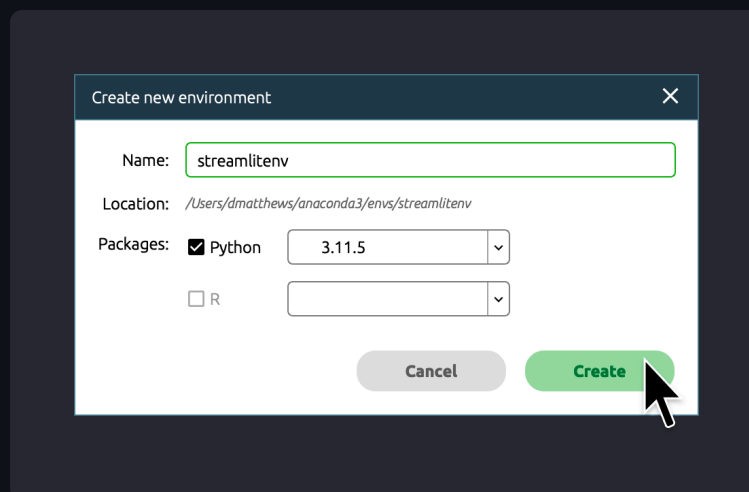 Create new environment
Name: streamlitenv
Location: /Users/dmatthews/anaconda3/envs/streamlitenv
Packages: Python 3.11.5
R
Cancel Create